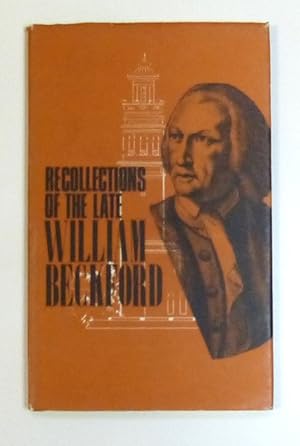 RECOLLECTIONS
OF THE LATE
WILLIAM
BECKFORD